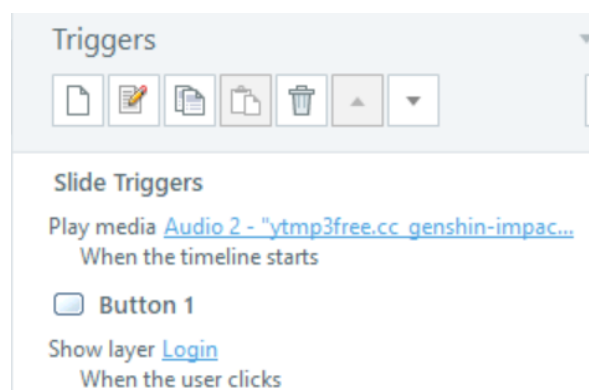 Triggers
Slide Triggers
Play media Audio 2 - "ytmp3free.cc_genshin-impac...
When the timeline starts
Button 1
Show layer Login
When the user clicks